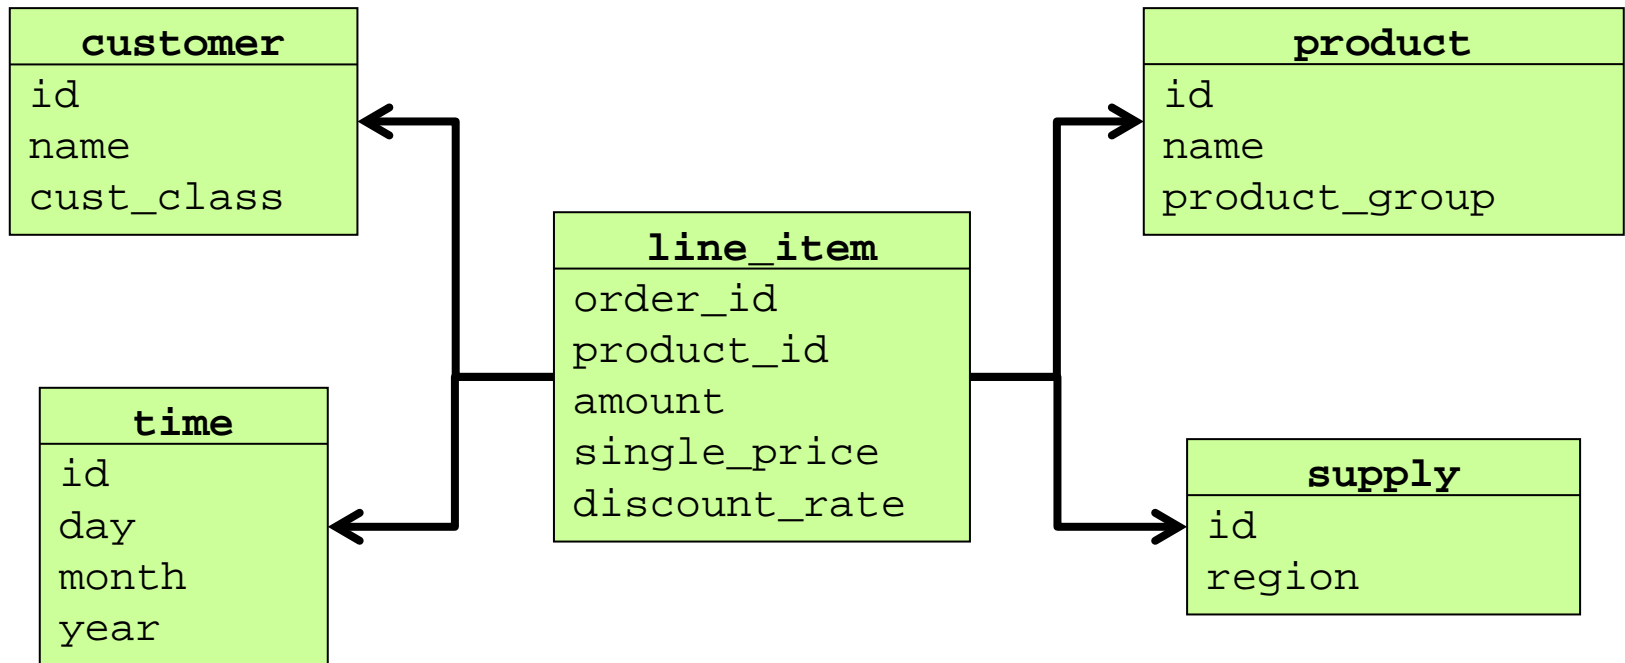 customer
id
name
cust_class
product
id
name
product_group
line_item
order_id
product_id
amount
single_price
discount_rate
time
id
day
month
year
supply
id
region